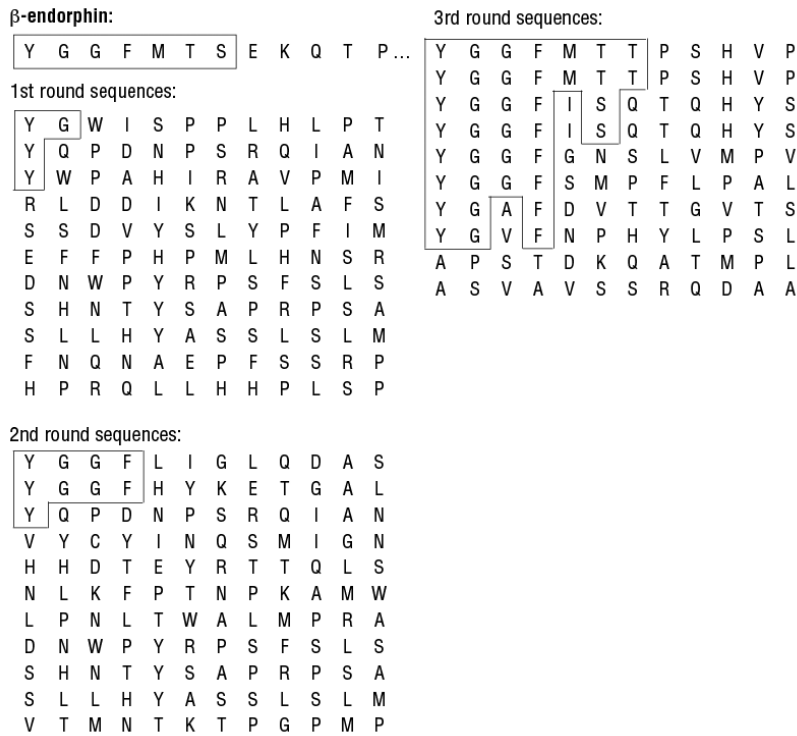 β-endorphin:
Y G G F M T S E K Q T P...
1st round sequences:
Y G W I S P P L H L P T
Y Q P D N P S R Q I A N
Y W P A H I R A V P M I
R L D D I K N T L A F S
S S D V Y S L Y P F I M
E F F P H P M L H N S R
D N W P Y R P S F S L S
S H N T Y S A P R P S A
S L L H Y A S S L S L M
F N Q N A E P F S S R P
H P R Q L L H H P L S P
2nd round sequences:
Y G G F L I G L Q D A S
Y G G F H Y K E T G A L
Y Q P D N P S R Q I A N
V Y C Y I N Q S M I G N
H H D T E Y R T T Q L S
N L K F P T N P K A M W
L P N L T W A L M P R A
D N W P Y R P S F S L S
S H N T Y S A P R P S A
S L L H Y A S S L S L M
V T M N T K T P G P M P
3rd round sequences:
Y G G F M T T P S H V P
Y G G F M T T P S H V P
Y G G F I S Q T Q H Y S
Y G G F I S Q T Q H Y S
Y G G F G N S L V M P V
Y G G F S M P F L P A L
Y G A F D V T T G V T S
Y G V F N P H Y L P S L
A P S T D K Q A T M P L
A S V A V S S R Q D A A